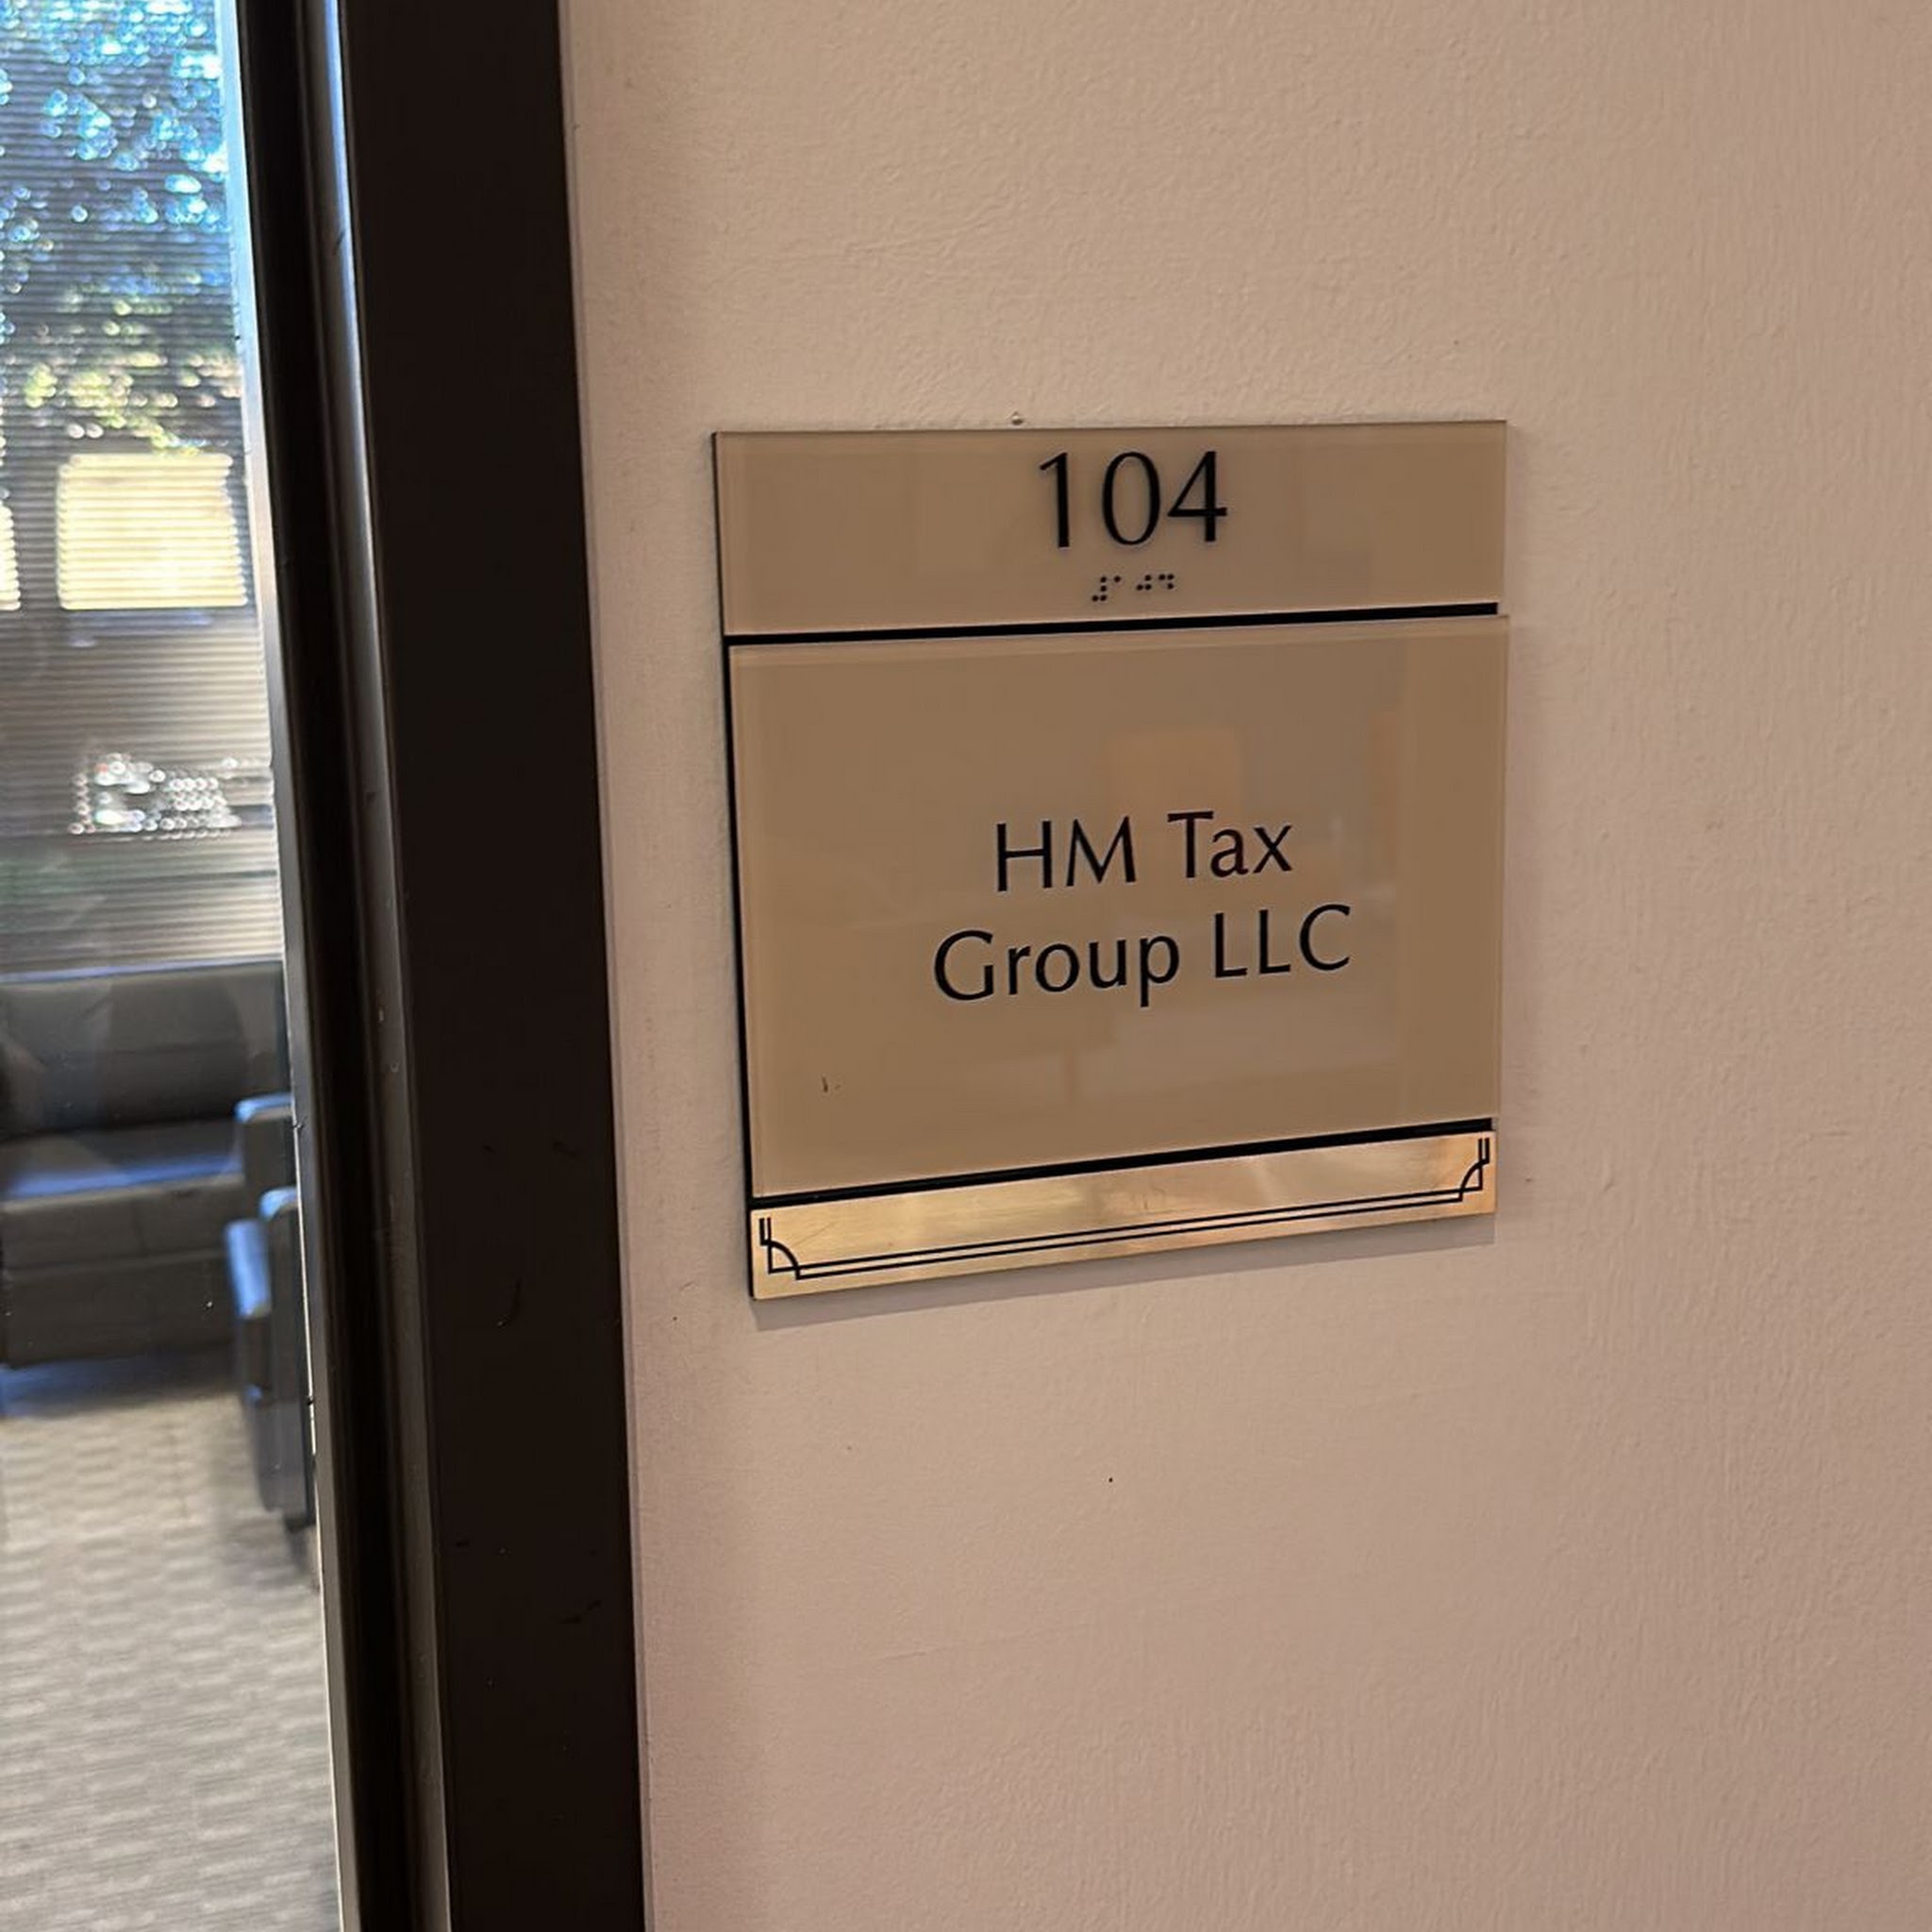 104
⠼⠁⠚⠙
HM Tax
Group LLC